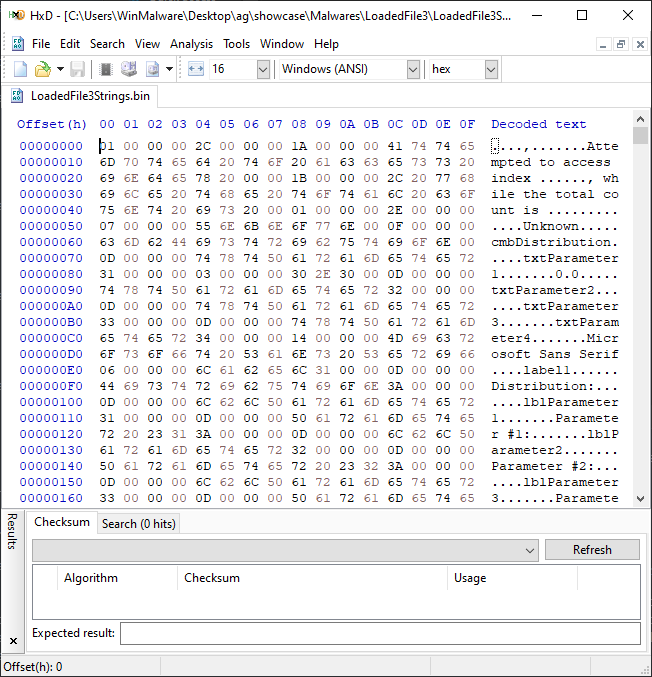 HxD - [C:\Users\WinMalware\Desktop\ag\showcase\Malwares\LoadedFile3\LoadedFile3S...
File Edit Search View Analysis Tools Window Help
16 Windows (ANSI) hex
LoadedFile3Strings.bin
Offset(h) 00 01 02 03 04 05 06 07 08 09 0A 0B 0C 0D 0E 0F Decoded text
00000000 01 00 00 00 2C 00 00 00 1A 00 00 00 41 74 74 65 ....,.......Atte
00000010 6D 70 74 65 64 20 74 6F 20 61 63 63 65 73 73 20 mpted to access
00000020 69 6E 64 65 78 20 00 00 1B 00 00 00 2C 20 77 68 index ......, wh
00000030 69 6C 65 20 74 68 65 20 74 6F 74 61 6C 20 63 6F ile the total co
00000040 75 6E 74 20 69 73 20 00 01 00 00 00 2E 00 00 00 unt is .........
00000050 07 00 00 00 55 6E 6B 6E 6F 77 6E 00 0F 00 00 00 ....Unknown.....
00000060 63 6D 62 44 69 73 74 72 69 62 75 74 69 6F 6E 00 cmbDistribution.
00000070 0D 00 00 00 74 78 74 50 61 72 61 6D 65 74 65 72 ....txtParameter
00000080 31 00 00 00 03 00 00 00 30 2E 30 00 0D 00 00 00 1.......0.0.....
00000090 74 78 74 50 61 72 61 6D 65 74 65 72 32 00 00 00 txtParameter2...
000000A0 0D 00 00 00 74 78 74 50 61 72 61 6D 65 74 65 72 ....txtParameter
000000B0 33 00 00 00 0D 00 00 00 74 78 74 50 61 72 61 6D 3.......txtParam
000000C0 65 74 65 72 34 00 00 00 14 00 00 00 4D 69 63 72 eter4.......Micr
000000D0 6F 73 6F 66 74 20 53 61 6E 73 20 53 65 72 69 66 osoft Sans Serif
000000E0 06 00 00 00 6C 61 62 65 6C 31 00 00 0D 00 00 00 ....label1......
000000F0 44 69 73 74 72 69 62 75 74 69 6F 6E 3A 00 00 00 Distribution:...
00000100 0D 00 00 00 6C 62 6C 50 61 72 61 6D 65 74 65 72 ....lblParameter
00000110 31 00 00 00 0D 00 00 00 50 61 72 61 6D 65 74 65 1.......Paramete
00000120 72 20 23 31 3A 00 00 00 0D 00 00 00 6C 62 6C 50 r #1:.......lblP
00000130 61 72 61 6D 65 74 65 72 32 00 00 00 0D 00 00 00 arameter2.......
00000140 50 61 72 61 6D 65 74 65 72 20 23 32 3A 00 00 00 Parameter #2:...
00000150 0D 00 00 00 6C 62 6C 50 61 72 61 6D 65 74 65 72 ....lblParameter
00000160 33 00 00 00 0D 00 00 00 50 61 72 61 6D 65 74 65 3.......Paramete
Results
Checksum Search (0 hits)
Refresh
Algorithm Checksum Usage
Expected result:
Offset(h): 0